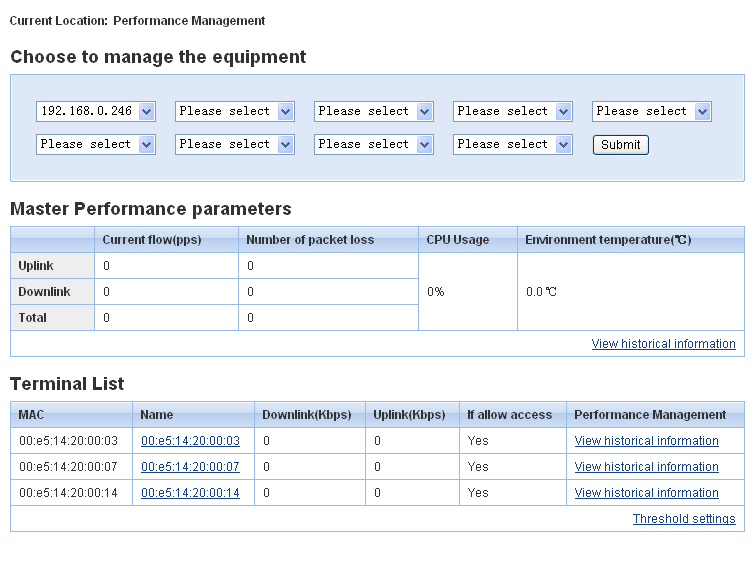 Current Location: Performance Management
Choose to manage the equipment
192.168.0.246 Please select Please select Please select Please select
Please select Please select Please select Please select Submit
Master Performance parameters
Current flow(pps) Number of packet loss CPU Usage Environment temperature(℃)
Uplink 0 0
Downlink 0 0 0% 0.0 ℃
Total 0 0
View historical information
Terminal List
MAC Name Downlink(Kbps) Uplink(Kbps) If allow access Performance Management
00:e5:14:20:00:03 00:e5:14:20:00:03 0 0 Yes View historical information
00:e5:14:20:00:07 00:e5:14:20:00:07 0 0 Yes View historical information
00:e5:14:20:00:14 00:e5:14:20:00:14 0 0 Yes View historical information
Threshold settings